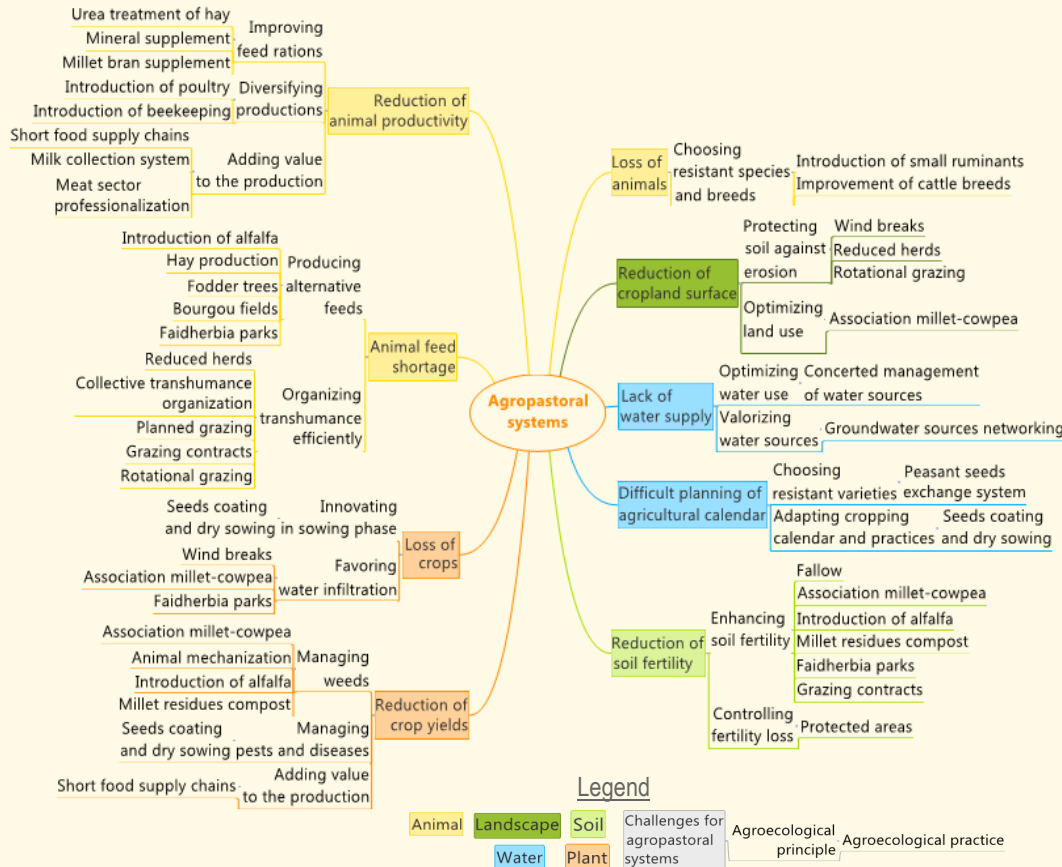 Urea treatment of hay
Mineral supplement
Millet bran supplement
Improving
feed rations
Introduction of poultry
Introduction of beekeeping
Diversifying
productions
Short food supply chains
Milk collection system
Meat sector
professionalization
Adding value
to the production
Reduction of
animal productivity
Introduction of alfalfa
Hay production
Fodder trees
Bourgou fields
Faidherbia parks
Producing
alternative
feeds
Reduced herds
Collective transhumance
organization
Planned grazing
Grazing contracts
Rotational grazing
Organizing
transhumance
efficiently
Animal feed
shortage
Seeds coating
and dry sowing
Innovating
in sowing phase
Wind breaks
Association millet-cowpea
Faidherbia parks
Favoring
water infiltration
Loss of
crops
Association millet-cowpea
Animal mechanization
Introduction of alfalfa
Millet residues compost
Managing
weeds
Seeds coating
and dry sowing
Managing
pests and diseases
Short food supply chains
Adding value
to the production
Reduction of
crop yields
Agropastoral
systems
Loss of
animals
Choosing
resistant species
and breeds
Introduction of small ruminants
Improvement of cattle breeds
Reduction of
cropland surface
Protecting
soil against
erosion
Wind breaks
Reduced herds
Rotational grazing
Optimizing
land use
Association millet-cowpea
Lack of
water supply
Optimizing
water use
Concerted management
of water sources
Valorizing
water sources
Groundwater sources networking
Difficult planning of
agricultural calendar
Choosing
resistant varieties
Peasant seeds
exchange system
Adapting cropping
calendar and practices
Seeds coating
and dry sowing
Reduction of
soil fertility
Enhancing
soil fertility
Fallow
Association millet-cowpea
Introduction of alfalfa
Millet residues compost
Faidherbia parks
Grazing contracts
Controlling
fertility loss
Protected areas
Legend
Animal
Landscape
Soil
Water
Plant
Challenges for
agropastoral
systems
Agroecological
principle
Agroecological practice